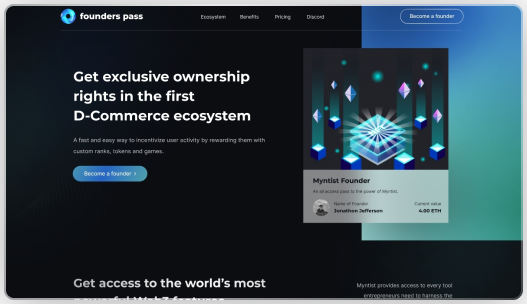 founders pass
Ecosystem
Benefits
Pricing
Discord
Become a founder
Get exclusive ownership
rights in the first
D-Commerce ecosystem
A fast and easy way to incentivize user activity by rewarding them with
custom ranks, tokens and games.
Become a founder ›
Myntist Founder
An all access pass to the power of Myntist.
Name of Founder
Jonathon Jefferson
Current value
4.00 ETH
Get access to the world's most
powerful Web3 features
Myntist provides access to every tool
entrepreneurs need to harness the